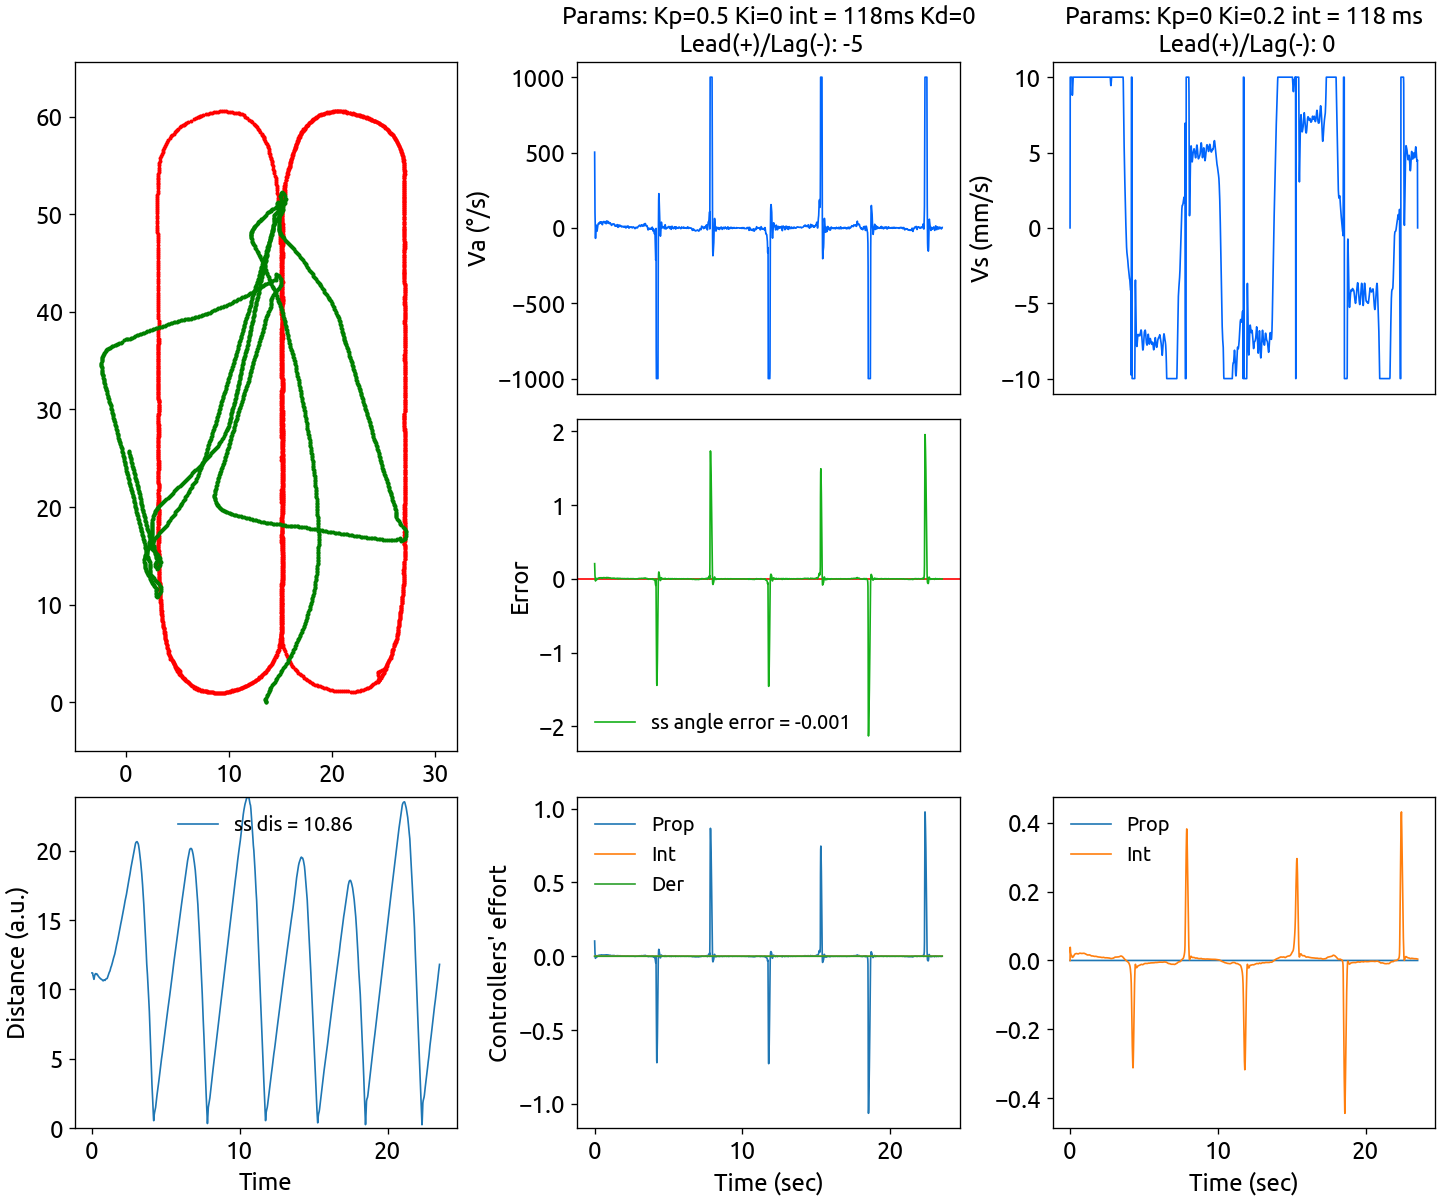 Params: Kp=0.5 Ki=0 int = 118ms Kd=0
Lead(+)/Lag(-): -5
Params: Kp=0 Ki=0.2 int = 118 ms
Lead(+)/Lag(-): 0
60
50
40
30
20
10
0
0
10
20
30
Va (°/s)
1000
500
0
−500
−1000
Vs (mm/s)
10
5
0
−5
−10
Error
2
1
0
−1
−2
ss angle error = -0.001
Distance (a.u.)
20
15
10
5
0
ss dis = 10.86
0
10
20
Time
Controllers' effort
1.0
0.5
0.0
−0.5
−1.0
Prop
Int
Der
0
10
20
Time (sec)
0.4
0.2
0.0
−0.2
−0.4
Prop
Int
0
10
20
Time (sec)